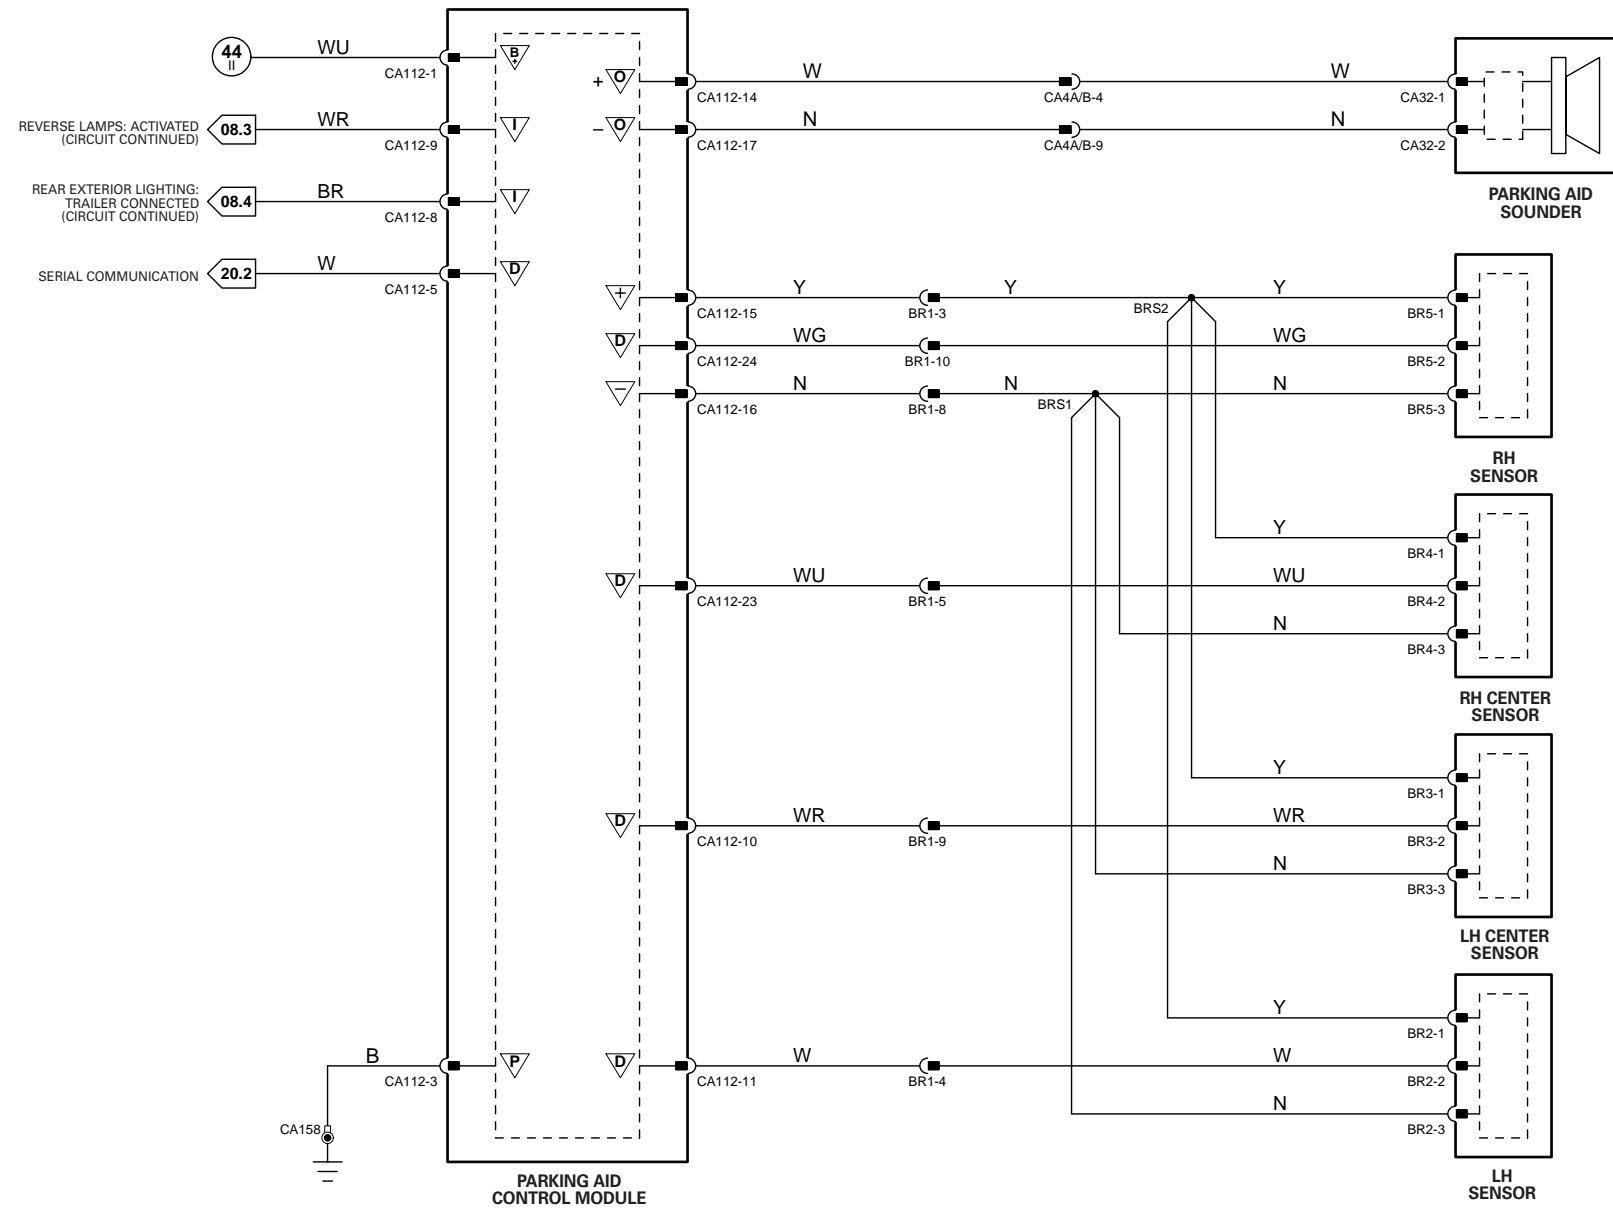 44
II
WU
CA112-1
B
+
+ O
CA112-14
W
CA4A/B-4
W
CA32-1
REVERSE LAMPS: ACTIVATED
(CIRCUIT CONTINUED)
08.3
WR
CA112-9
I
– O
CA112-17
N
CA4A/B-9
N
CA32-2
PARKING AID
SOUNDER
REAR EXTERIOR LIGHTING:
TRAILER CONNECTED
(CIRCUIT CONTINUED)
08.4
BR
CA112-8
I
SERIAL COMMUNICATION
20.2
W
CA112-5
D
+
CA112-15
Y
BR1-3
Y
BRS2
Y
BR5-1
D
CA112-24
WG
BR1-10
WG
BR5-2
–
CA112-16
N
BR1-8
N
BRS1
N
BR5-3
RH
SENSOR
Y
BR4-1
D
CA112-23
WU
BR1-5
WU
BR4-2
N
BR4-3
RH CENTER
SENSOR
Y
BR3-1
D
CA112-10
WR
BR1-9
WR
BR3-2
N
BR3-3
LH CENTER
SENSOR
Y
BR2-1
B
CA112-3
P
D
CA112-11
W
BR1-4
W
BR2-2
N
BR2-3
CA158
LH
SENSOR
PARKING AID
CONTROL MODULE